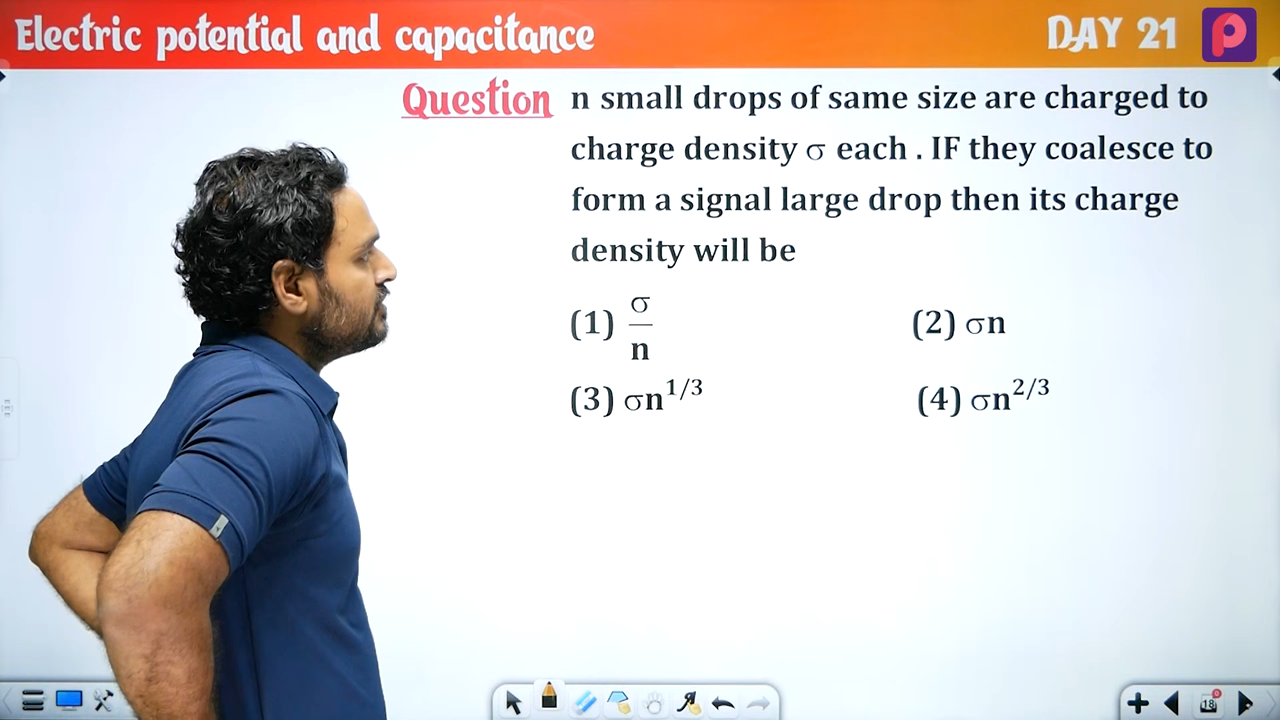 Electric potential and capacitance
DAY 21
Question n small drops of same size are charged to
charge density σ each . IF they coalesce to
form a signal large drop then its charge
density will be
(1) σ/n (2) σn
(3) σn^1/3 (4) σn^2/3
18